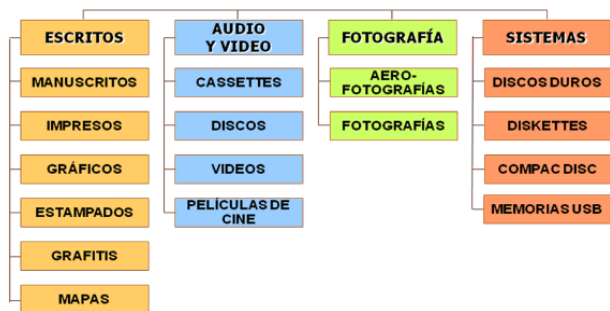 ESCRITOS
MANUSCRITOS
IMPRESOS
GRÁFICOS
ESTAMPADOS
GRAFITIS
MAPAS
AUDIO
Y VIDEO
CASSETTES
DISCOS
VIDEOS
PELÍCULAS DE
CINE
FOTOGRAFÍA
AERO-
FOTOGRAFÍAS
FOTOGRAFÍAS
SISTEMAS
DISCOS DUROS
DISKETTES
COMPAC DISC
MEMORIAS USB